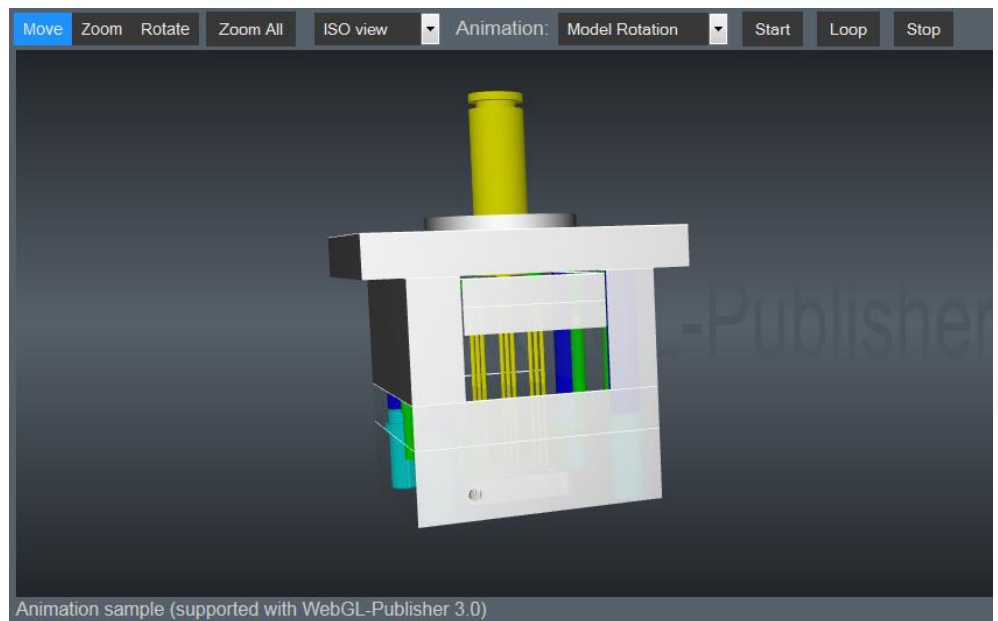 Move Zoom Rotate Zoom All ISO view Animation: Model Rotation Start Loop Stop
-Publisher
Animation sample (supported with WebGL-Publisher 3.0)